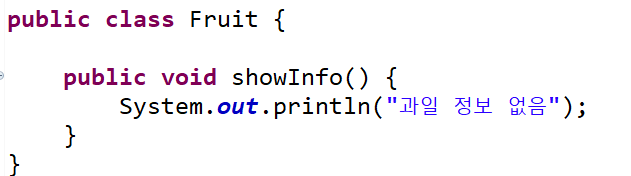 public class Fruit {
public void showInfo() {
System.out.println("과일 정보 없음");
}
}